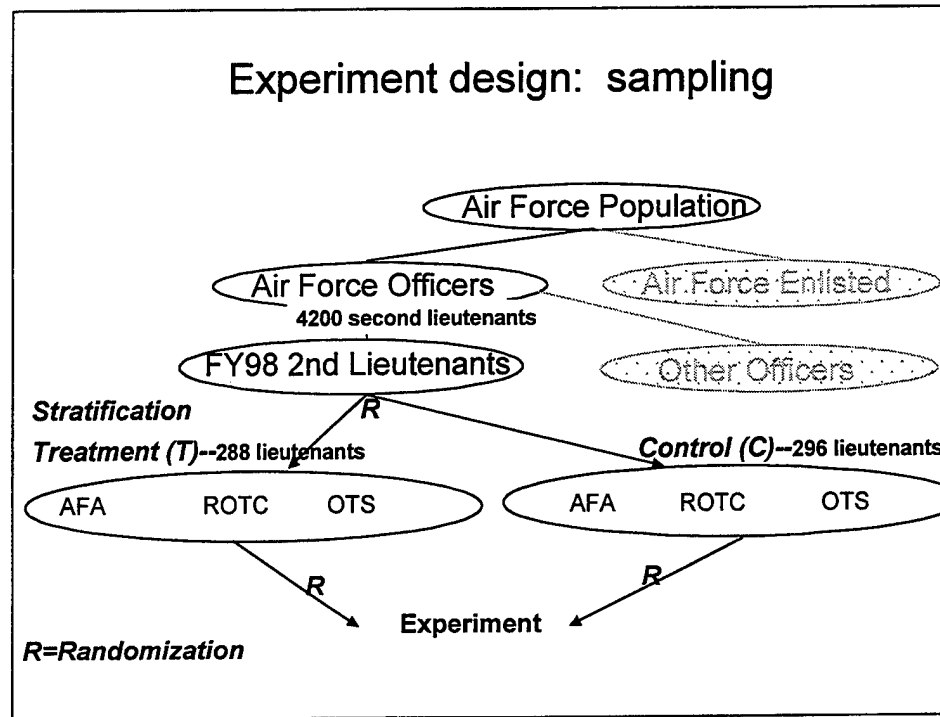 Experiment design: sampling
Air Force Population
Air Force Officers
Air Force Enlisted
4200 second lieutenants
FY98 2nd Lieutenants
Other Officers
R
Stratification
Treatment (T)--288 lieutenants
Control (C)--296 lieutenants
AFA ROTC OTS
AFA ROTC OTS
R
R
Experiment
R=Randomization